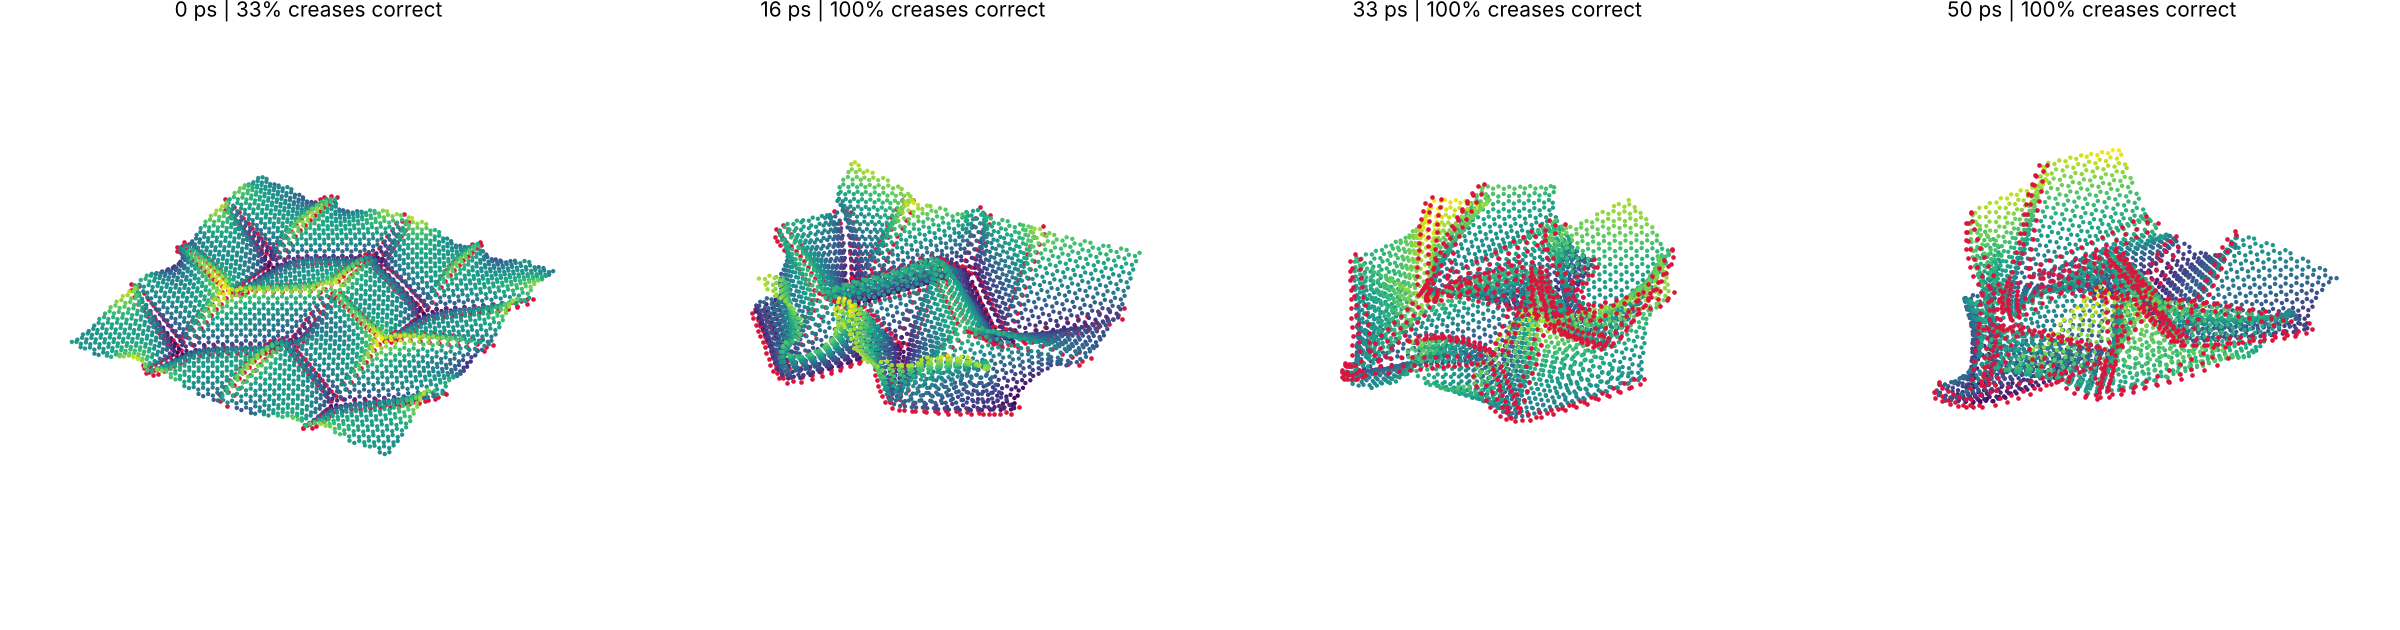 0 ps | 33% creases correct
16 ps | 100% creases correct
33 ps | 100% creases correct
50 ps | 100% creases correct